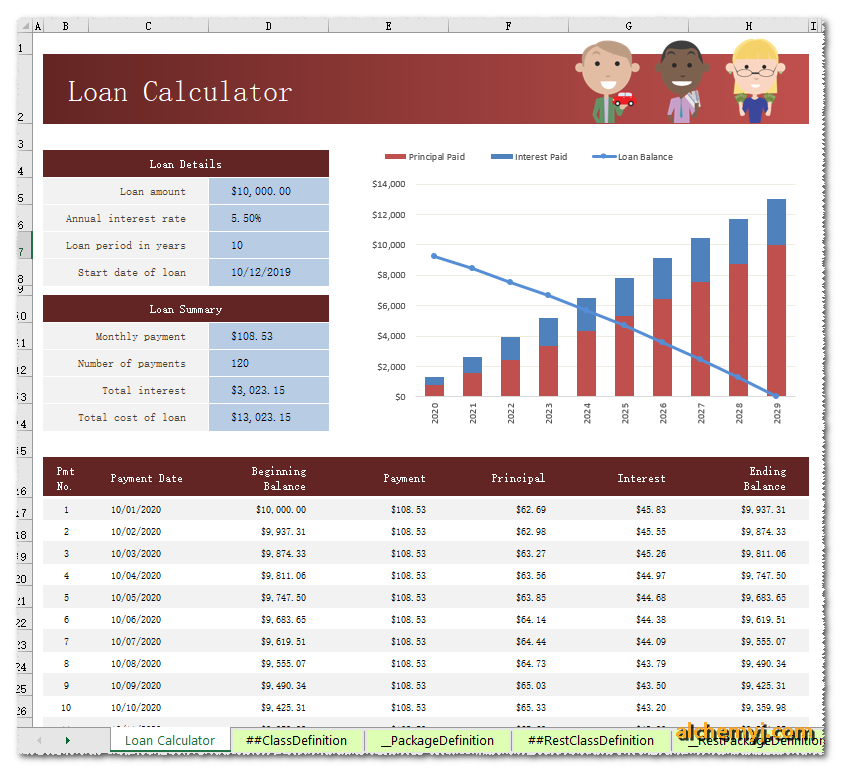 A B C D E F G H I
1
2
Loan Calculator
3
4
5
6
7
8
9
Loan Details
Loan amount $10,000.00
Annual interest rate 5.50%
Loan period in years 10
Start date of loan 10/12/2019
Loan Summary
Monthly payment $108.53
Number of payments 120
Total interest $3,023.15
Total cost of loan $13,023.15
Principal Paid Interest Paid Loan Balance
$14,000
$12,000
$10,000
$8,000
$6,000
$4,000
$2,000
$0
2020 2021 2022 2023 2024 2025 2026 2027 2028 2029
Pmt No. Payment Date Beginning Balance Payment Principal Interest Ending Balance
1 10/01/2020 $10,000.00 $108.53 $62.69 $45.83 $9,937.31
2 10/02/2020 $9,937.31 $108.53 $62.98 $45.55 $9,874.33
3 10/03/2020 $9,874.33 $108.53 $63.27 $45.26 $9,811.06
4 10/04/2020 $9,811.06 $108.53 $63.56 $44.97 $9,747.50
5 10/05/2020 $9,747.50 $108.53 $63.85 $44.68 $9,683.65
6 10/06/2020 $9,683.65 $108.53 $64.14 $44.38 $9,619.51
7 10/07/2020 $9,619.51 $108.53 $64.44 $44.09 $9,555.07
8 10/08/2020 $9,555.07 $108.53 $64.73 $43.79 $9,490.34
9 10/09/2020 $9,490.34 $108.53 $65.03 $43.50 $9,425.31
10 10/10/2020 $9,425.31 $108.53 $65.33 $43.20 $9,359.98
Loan Calculator ##ClassDefinition __PackageDefinition ##RestClassDefinition __RestPackageDefinition
alchemyj.com